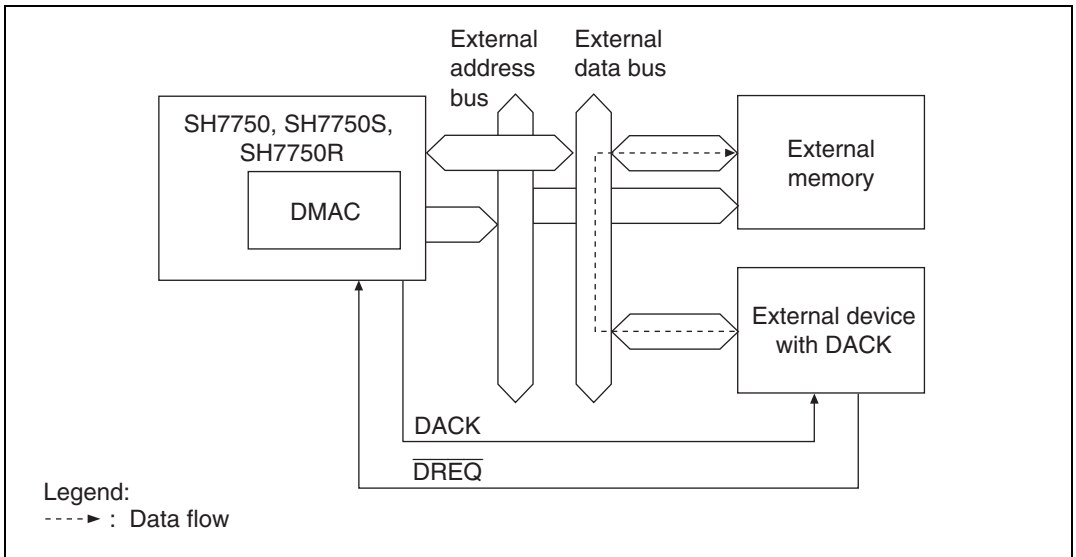 External
address
bus
External
data bus
SH7750, SH7750S,
SH7750R
DMAC
External
memory
External device
with DACK
DACK
D̅R̅E̅Q̅
Legend:
: Data flow